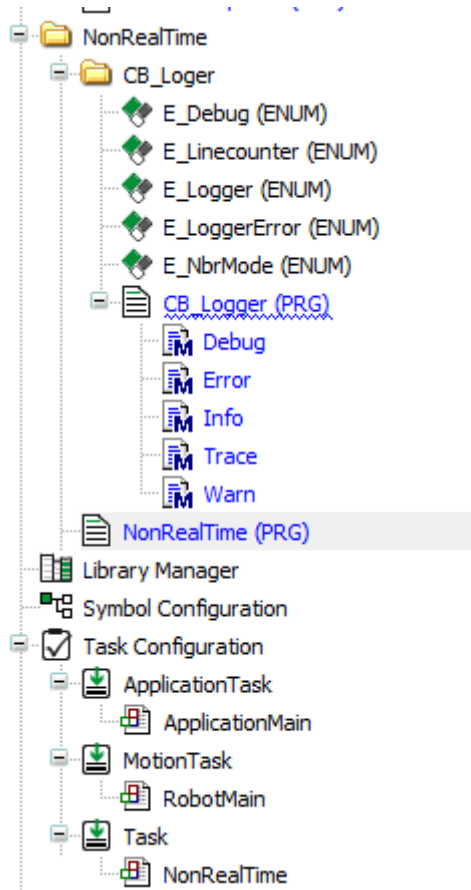 NonRealTime
CB_Loger
E_Debug (ENUM)
E_Linecounter (ENUM)
E_Logger (ENUM)
E_LoggerError (ENUM)
E_NbrMode (ENUM)
CB_Logger (PRG)
Debug
Error
Info
Trace
Warn
NonRealTime (PRG)
Library Manager
Symbol Configuration
Task Configuration
ApplicationTask
ApplicationMain
MotionTask
RobotMain
Task
NonRealTime